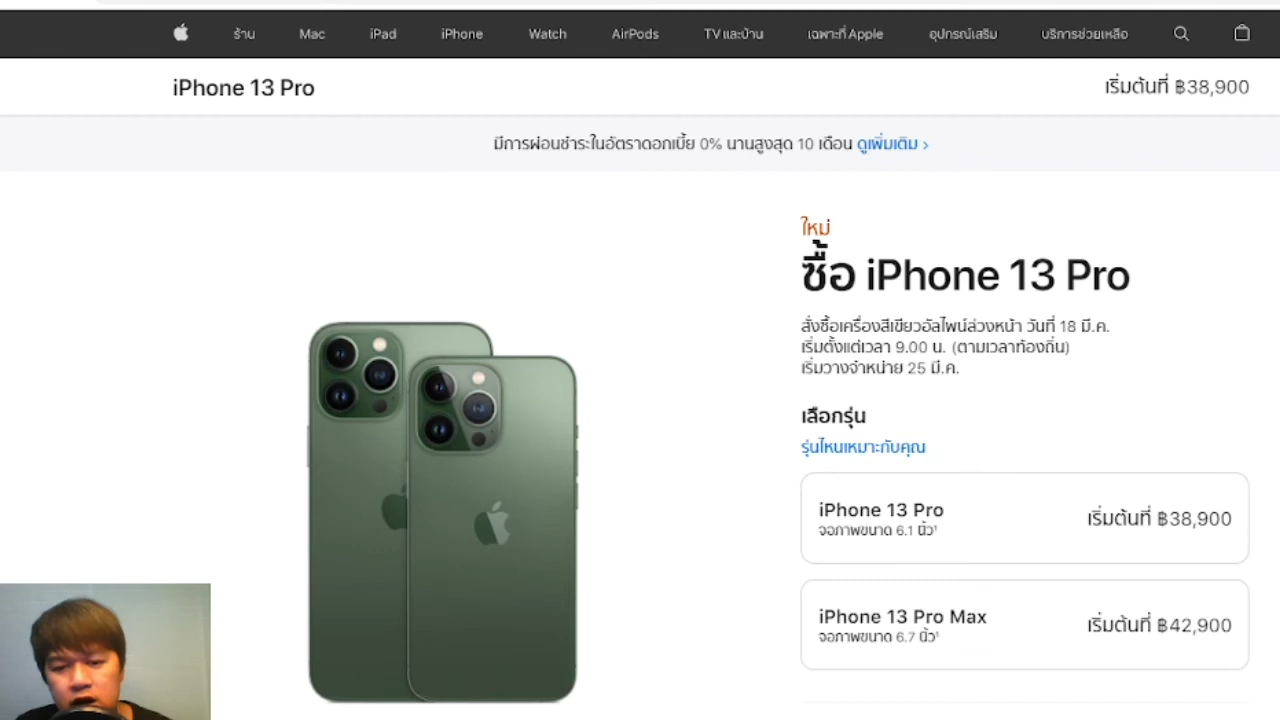 ร้าน Mac iPad iPhone Watch AirPods TV และบ้าน เฉพาะที่ Apple อุปกรณ์เสริม บริการช่วยเหลือ
iPhone 13 Pro เริ่มต้นที่ ฿38,900
มีการผ่อนชำระในอัตราดอกเบี้ย 0% นานสูงสุด 10 เดือน ดูเพิ่มเติม >
ใหม่
ซื้อ iPhone 13 Pro
สั่งซื้อเครื่องสีเขียวอัลไพน์ล่วงหน้า วันที่ 18 มี.ค.
เริ่มตั้งแต่เวลา 9.00 น. (ตามเวลาท้องถิ่น)
เริ่มวางจำหน่าย 25 มี.ค.
เลือกรุ่น
รุ่นไหนเหมาะกับคุณ
iPhone 13 Pro เริ่มต้นที่ ฿38,900
จอภาพขนาด 6.1 นิ้ว¹
iPhone 13 Pro Max เริ่มต้นที่ ฿42,900
จอภาพขนาด 6.7 นิ้ว¹